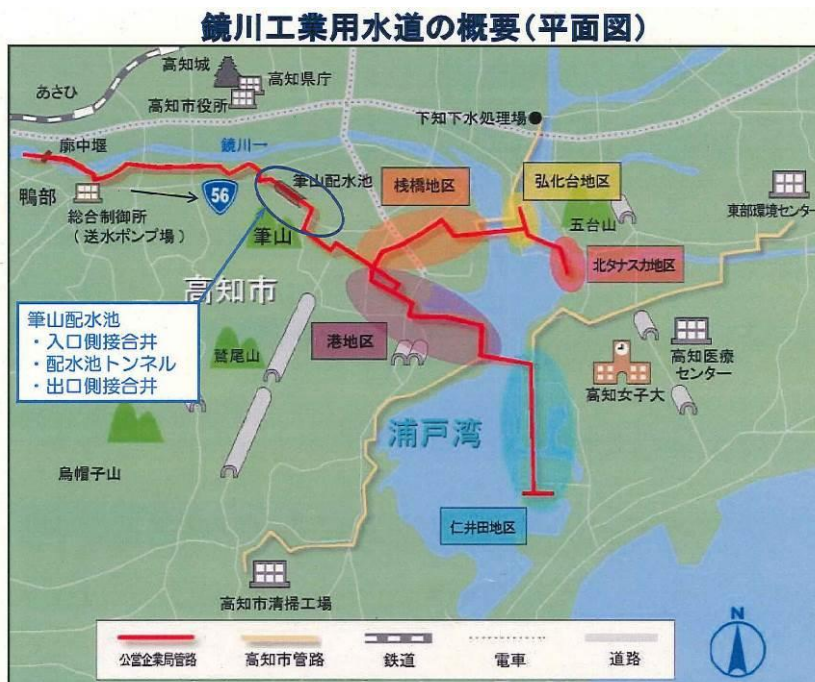 鏡川工業用水道の概要(平面図)
高知城
高知県庁
あさひ
高知市役所
下知下水処理場
廓中堰
鏡川→
鴨部
56
筆山配水池
桟橋地区
弘化台地区
東部環境センター
総合制御所
(送水ポンプ場)
筆山
五台山
北タナスカ地区
高知市
筆山配水池
・入口側接合井
・配水池トンネル
・出口側接合井
鷲尾山
港地区
高知医療
センター
高知女子大
浦戸湾
烏帽子山
仁井田地区
高知市清掃工場
N
公営企業局管路
高知市管路
鉄道
電車
道路